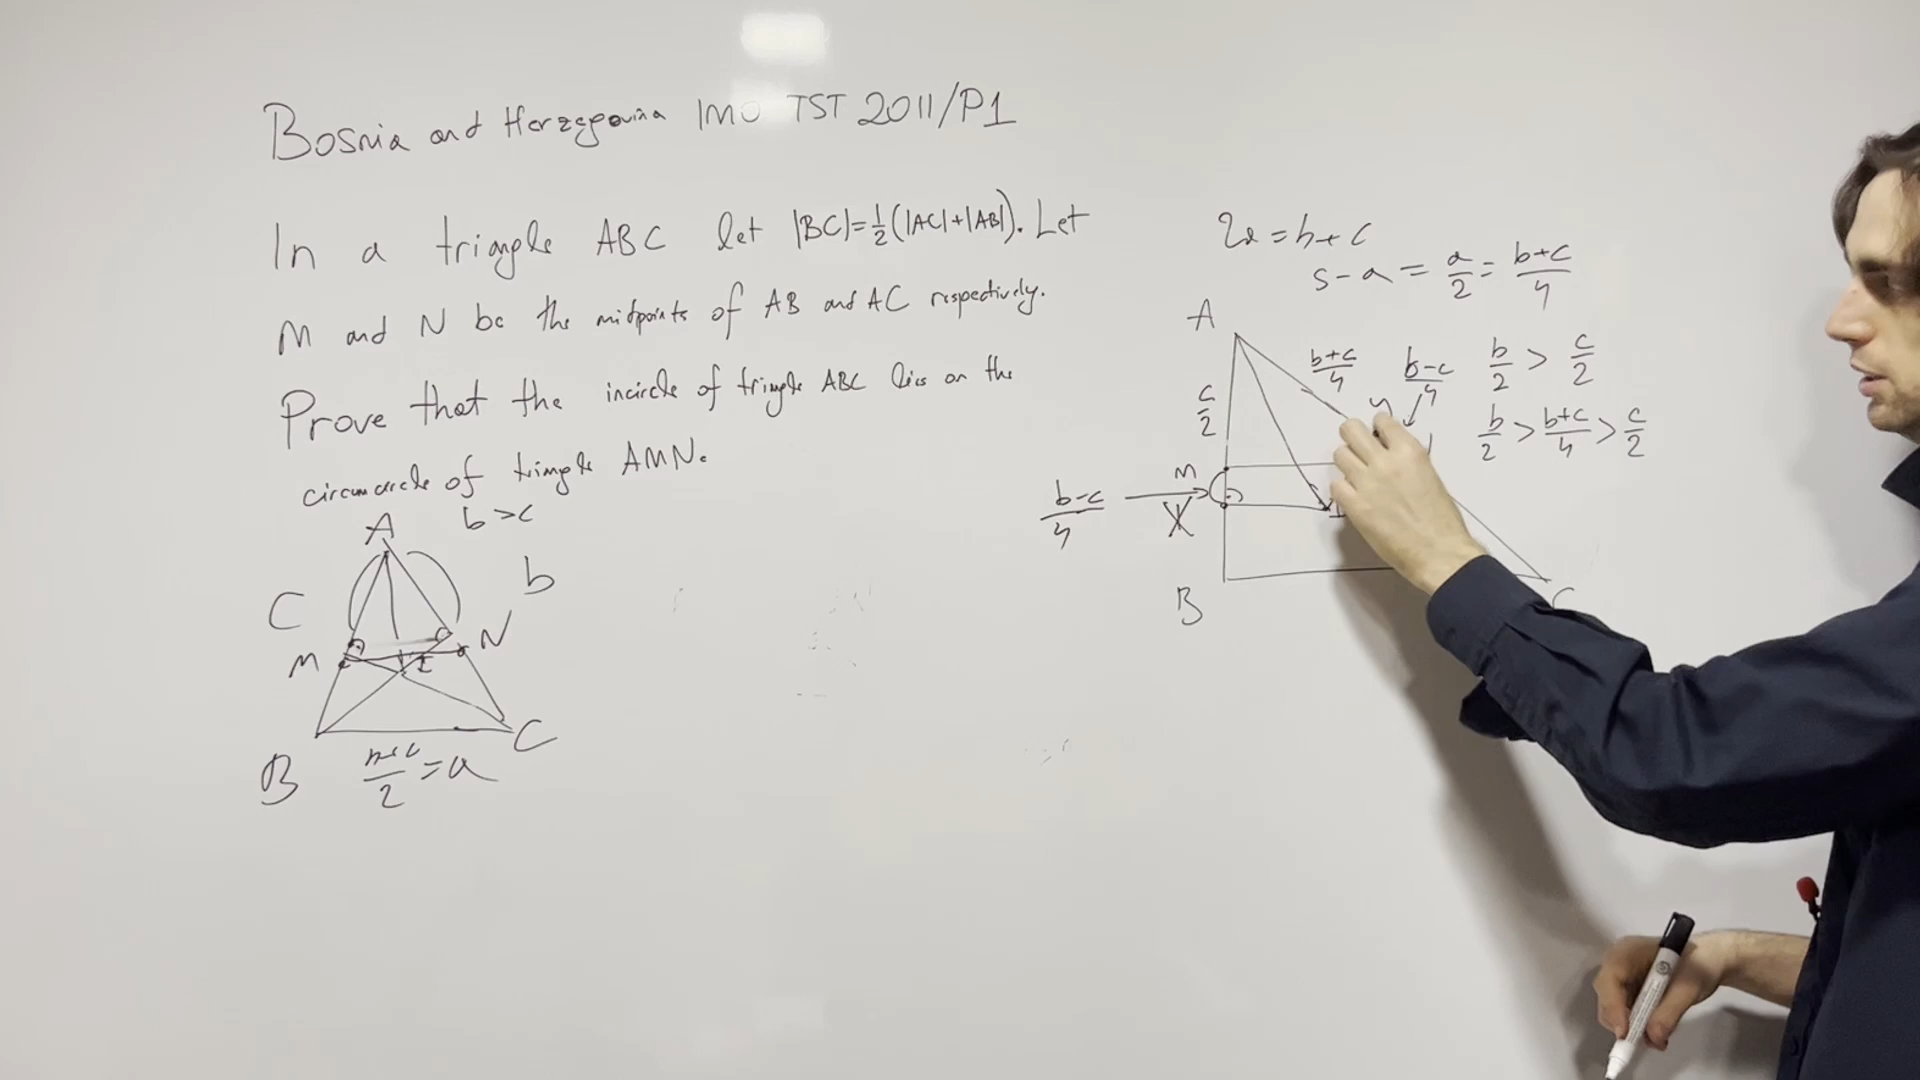 Bosnia and Herzegovina IMO TST 2011/P1
In a triangle ABC let |BC|=½(|AC|+|AB|). Let
M and N be the midpoints of AB and AC respectively.
Prove that the incircle of triangle ABC lies on the
circumcircle of triangle AMN.
A
b>c
C
b
M
I
N
B
C
b+c/2 = a
2a = b+c
s-a = a/2 = b+c/4
A
b+c/4
b-c/4
b/2 > c/2
c/2
Y
b/2 > b+c/4 > c/2
M
b-c/4
X
I
B
C